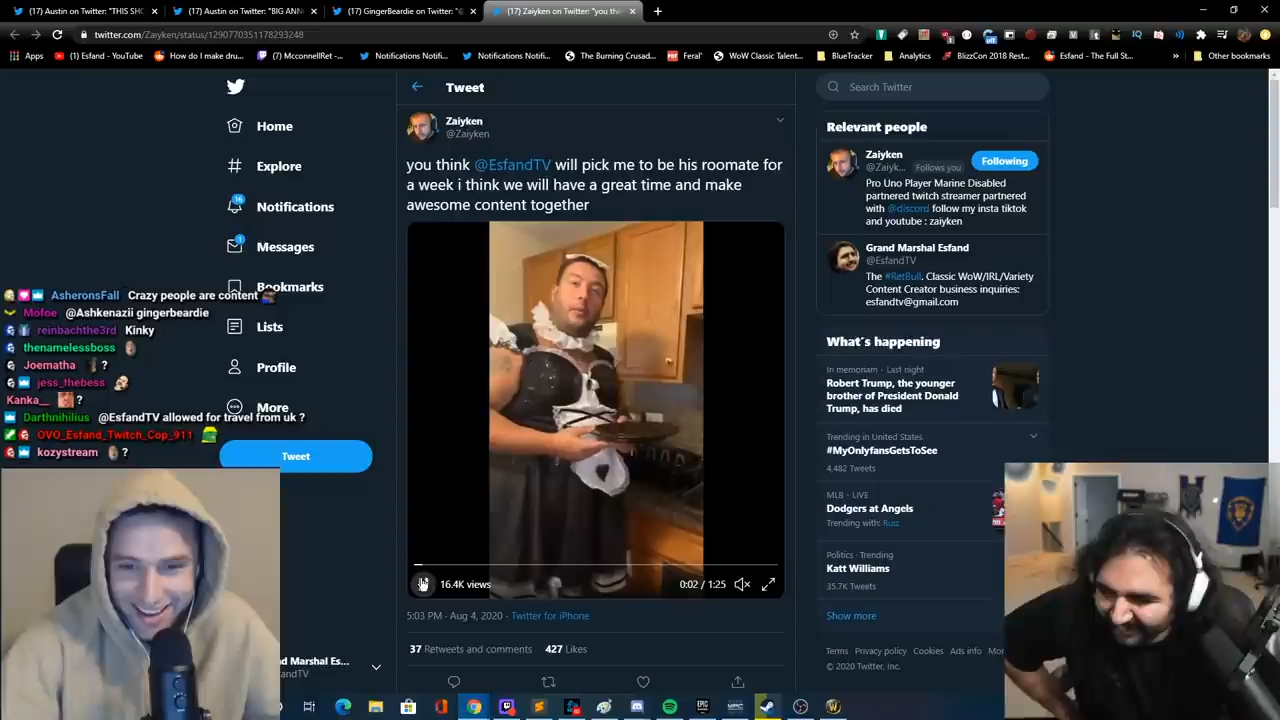 (17) Austin on Twitter: "THIS SHO
(17) Austin on Twitter: "BIG ANN
(17) GingerBeardie on Twitter: "@
(17) Zaiyken on Twitter: "you thi
twitter.com/Zaiyken/status/1290770351178293248
Apps
(1) Esfand - YouTube
How do I make dru...
(7) McconnellRet -...
Notifications Notifi...
Notifications Notifi...
The Burning Crusad...
Feral'
WoW Classic Talent...
BlueTracker
Analytics
BlizzCon 2018 Rest...
Esfand - The Full St...
Other bookmarks
Home
Explore
16
Notifications
1
Messages
Bookmarks
Lists
Profile
More
Tweet
nd Marshal Es...
andTV
AsheronsFall Crazy people are content
Mofoe @Ashkenazii gingerbeardie
reinbachthe3rd Kinky
thenamelessboss
Joematha ?
jess_thebess
Kanka__ ?
Darthnihilius @EsfandTV allowed for travel from uk ?
OVO_Esfand_Twitch_Cop_911
kozystream ?
Tweet
Zaiyken
@Zaiyken
you think @EsfandTV will pick me to be his roomate for
a week i think we will have a great time and make
awesome content together
16.4K views
0:02 / 1:25
5:03 PM · Aug 4, 2020 · Twitter for iPhone
37 Retweets and comments 427 Likes
Search Twitter
Relevant people
Zaiyken
@Zaiyk... Follows you
Following
Pro Uno Player Marine Disabled
partnered twitch streamer partnered
with @discord follow my insta tiktok
and youtube : zaiyken
Grand Marshal Esfand
@EsfandTV
The #RetBull. Classic WoW/IRL/Variety
Content Creator business inquiries:
esfandtv@gmail.com
What's happening
In memoriam · Last night
Robert Trump, the younger
brother of President Donald
Trump, has died
Trending in United States
#MyOnlyfansGetsToSee
4,482 Tweets
MLB · LIVE
Dodgers at Angels
Trending with: Ruiz
Politics · Trending
Katt Williams
35.7K Tweets
Show more
Terms Privacy policy Cookies Ads info Mo
© 2020 Twitter, Inc.